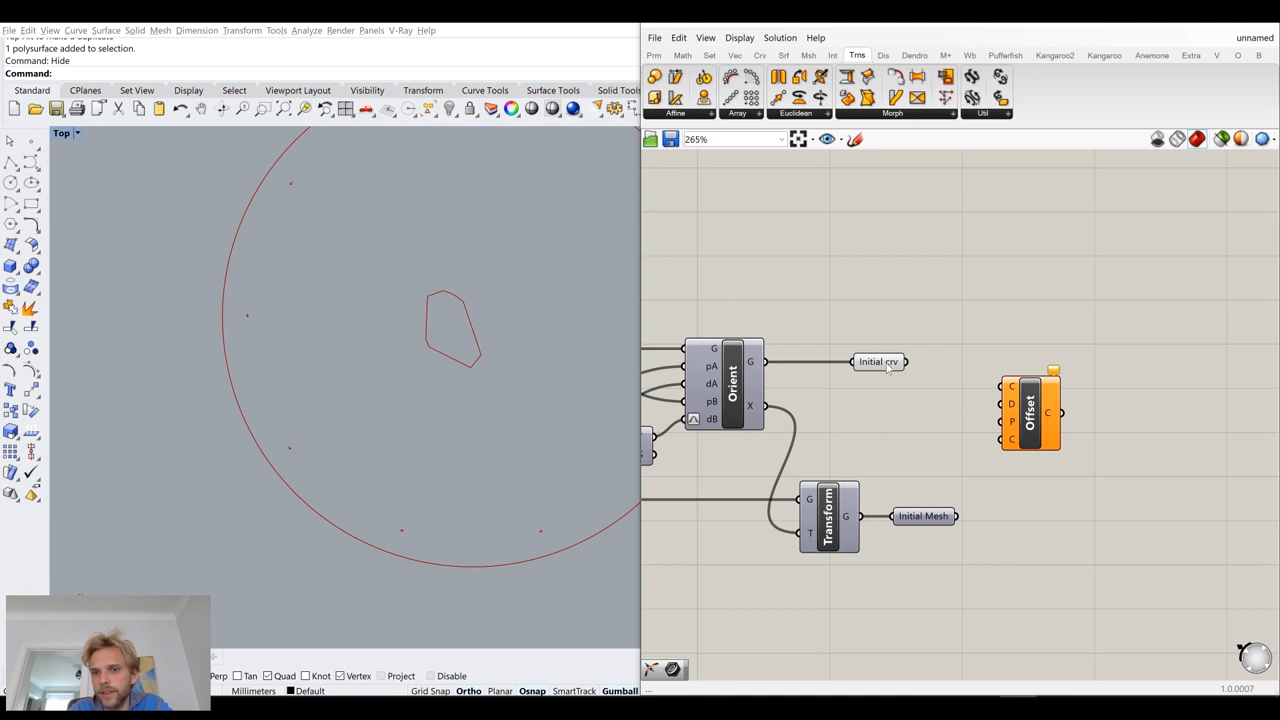 File Edit View Curve Surface Solid Mesh Dimension Transform Tools Analyze Render Panels V-Ray Help
1 polysurface added to selection.
Command: Hide
Command:
Standard CPlanes Set View Display Select Viewport Layout Visibility Transform Curve Tools Surface Tools Solid Tools
Top
Perp Tan Quad Knot Vertex Project Disable
Millimeters Default Grid Snap Ortho Planar Osnap SmartTrack Gumball
File Edit View Display Solution Help unnamed
Prm Math Set Vec Crv Srf Msh Int Trns Dis Dendro M+ Wb Pufferfish Kangaroo2 Kangaroo Anemone Extra V O B
Affine Array Euclidean Morph Util
265%
G pA dA pB dB Orient G X
Initial crv
C D P C Offset C
G T Transform G
Initial Mesh
... 1.0.0007